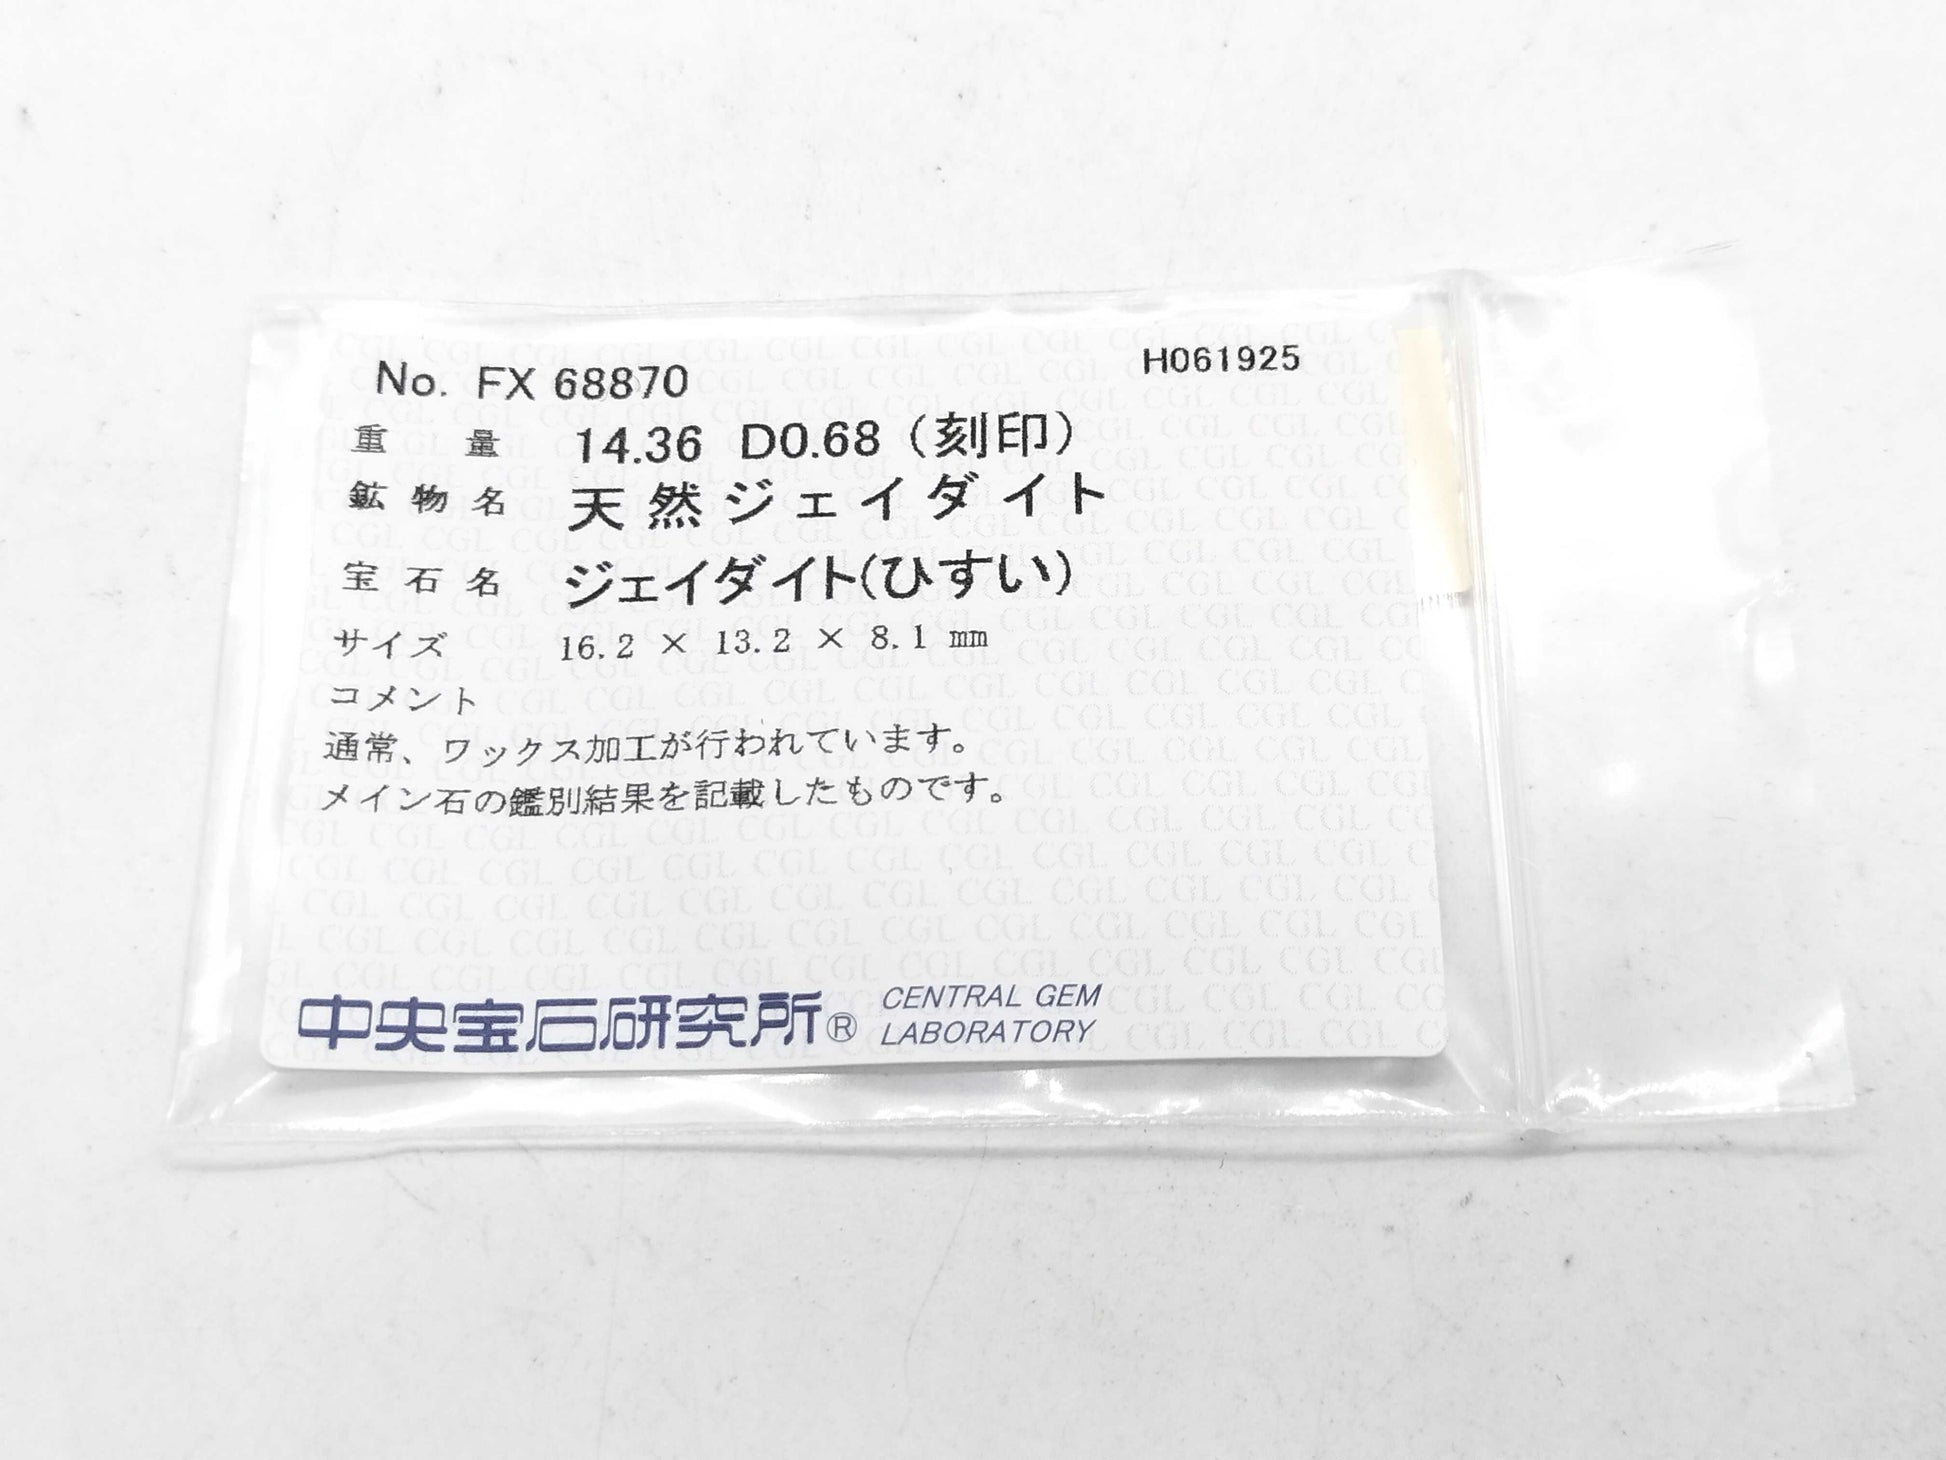 No. FX 68870
H061925
重量 14.36 D0.68（刻印）
鉱物名 天然ジェイダイト
宝石名 ジェイダイト(ひすい)
サイズ 16.2 × 13.2 × 8.1 mm
コメント
通常、ワックス加工が行われています。
メイン石の鑑別結果を記載したものです。
中央宝石研究所® CENTRAL GEM
LABORATORY